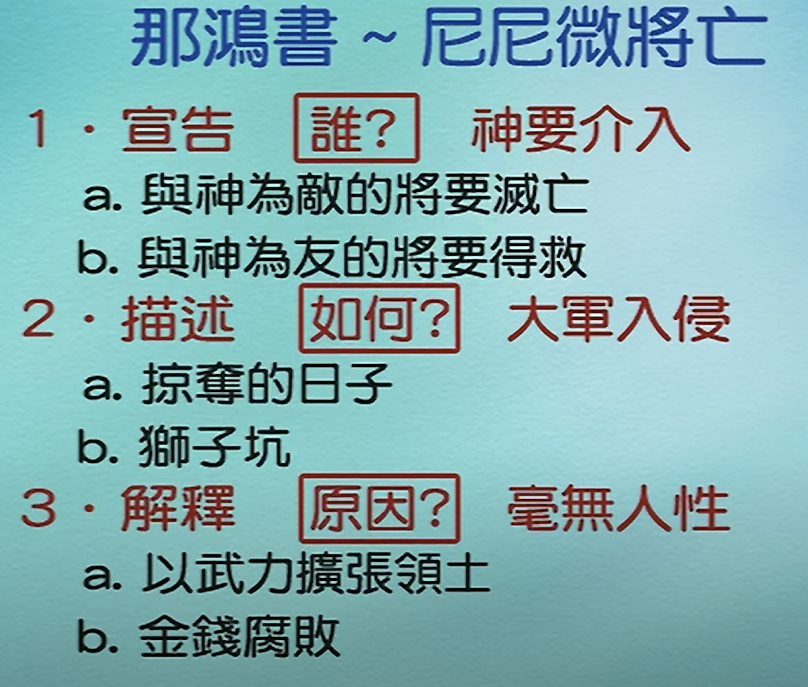 那鴻書 ~ 尼尼微將亡
1 · 宣告 誰? 神要介入
a. 與神為敵的將要滅亡
b. 與神為友的將要得救
2 · 描述 如何? 大軍入侵
a. 掠奪的日子
b. 獅子坑
3 · 解釋 原因? 毫無人性
a. 以武力擴張領土
b. 金錢腐敗